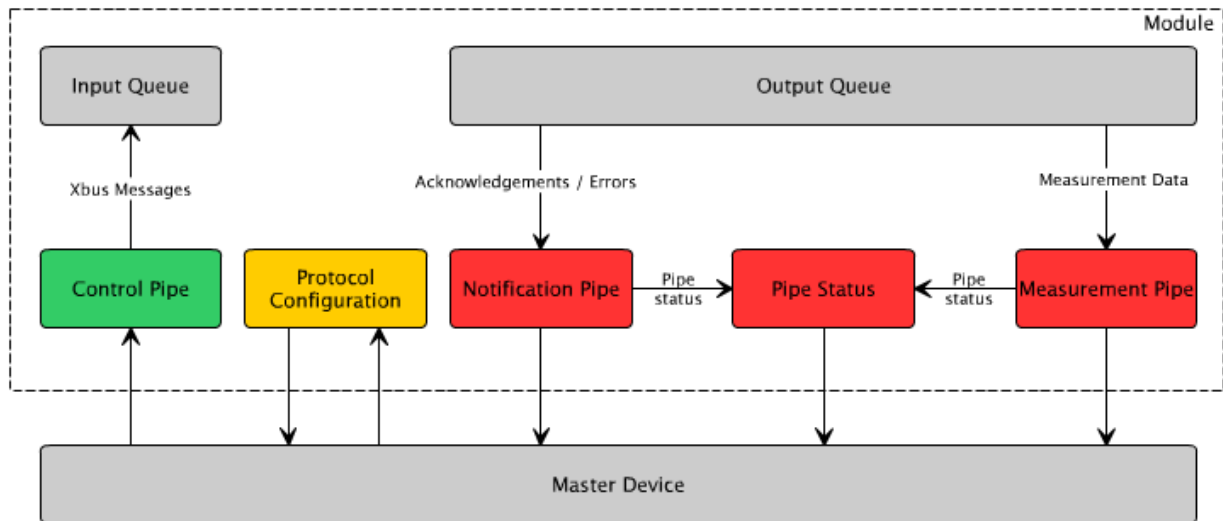 Module
Input Queue
Output Queue
Xbus Messages
Acknowledgements / Errors
Measurement Data
Control Pipe
Protocol
Configuration
Notification Pipe
Pipe
status
Pipe Status
Pipe
status
Measurement Pipe
Master Device